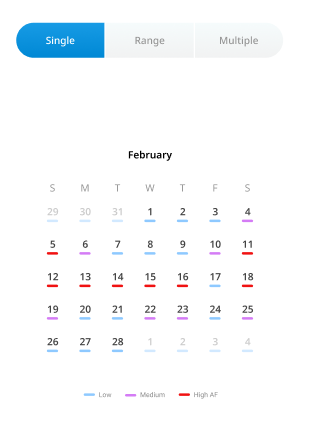 Single Range Multiple
February
S M T W T F S
29 30 31 1 2 3 4
5 6 7 8 9 10 11
12 13 14 15 16 17 18
19 20 21 22 23 24 25
26 27 28 1 2 3 4
Low Medium High AF